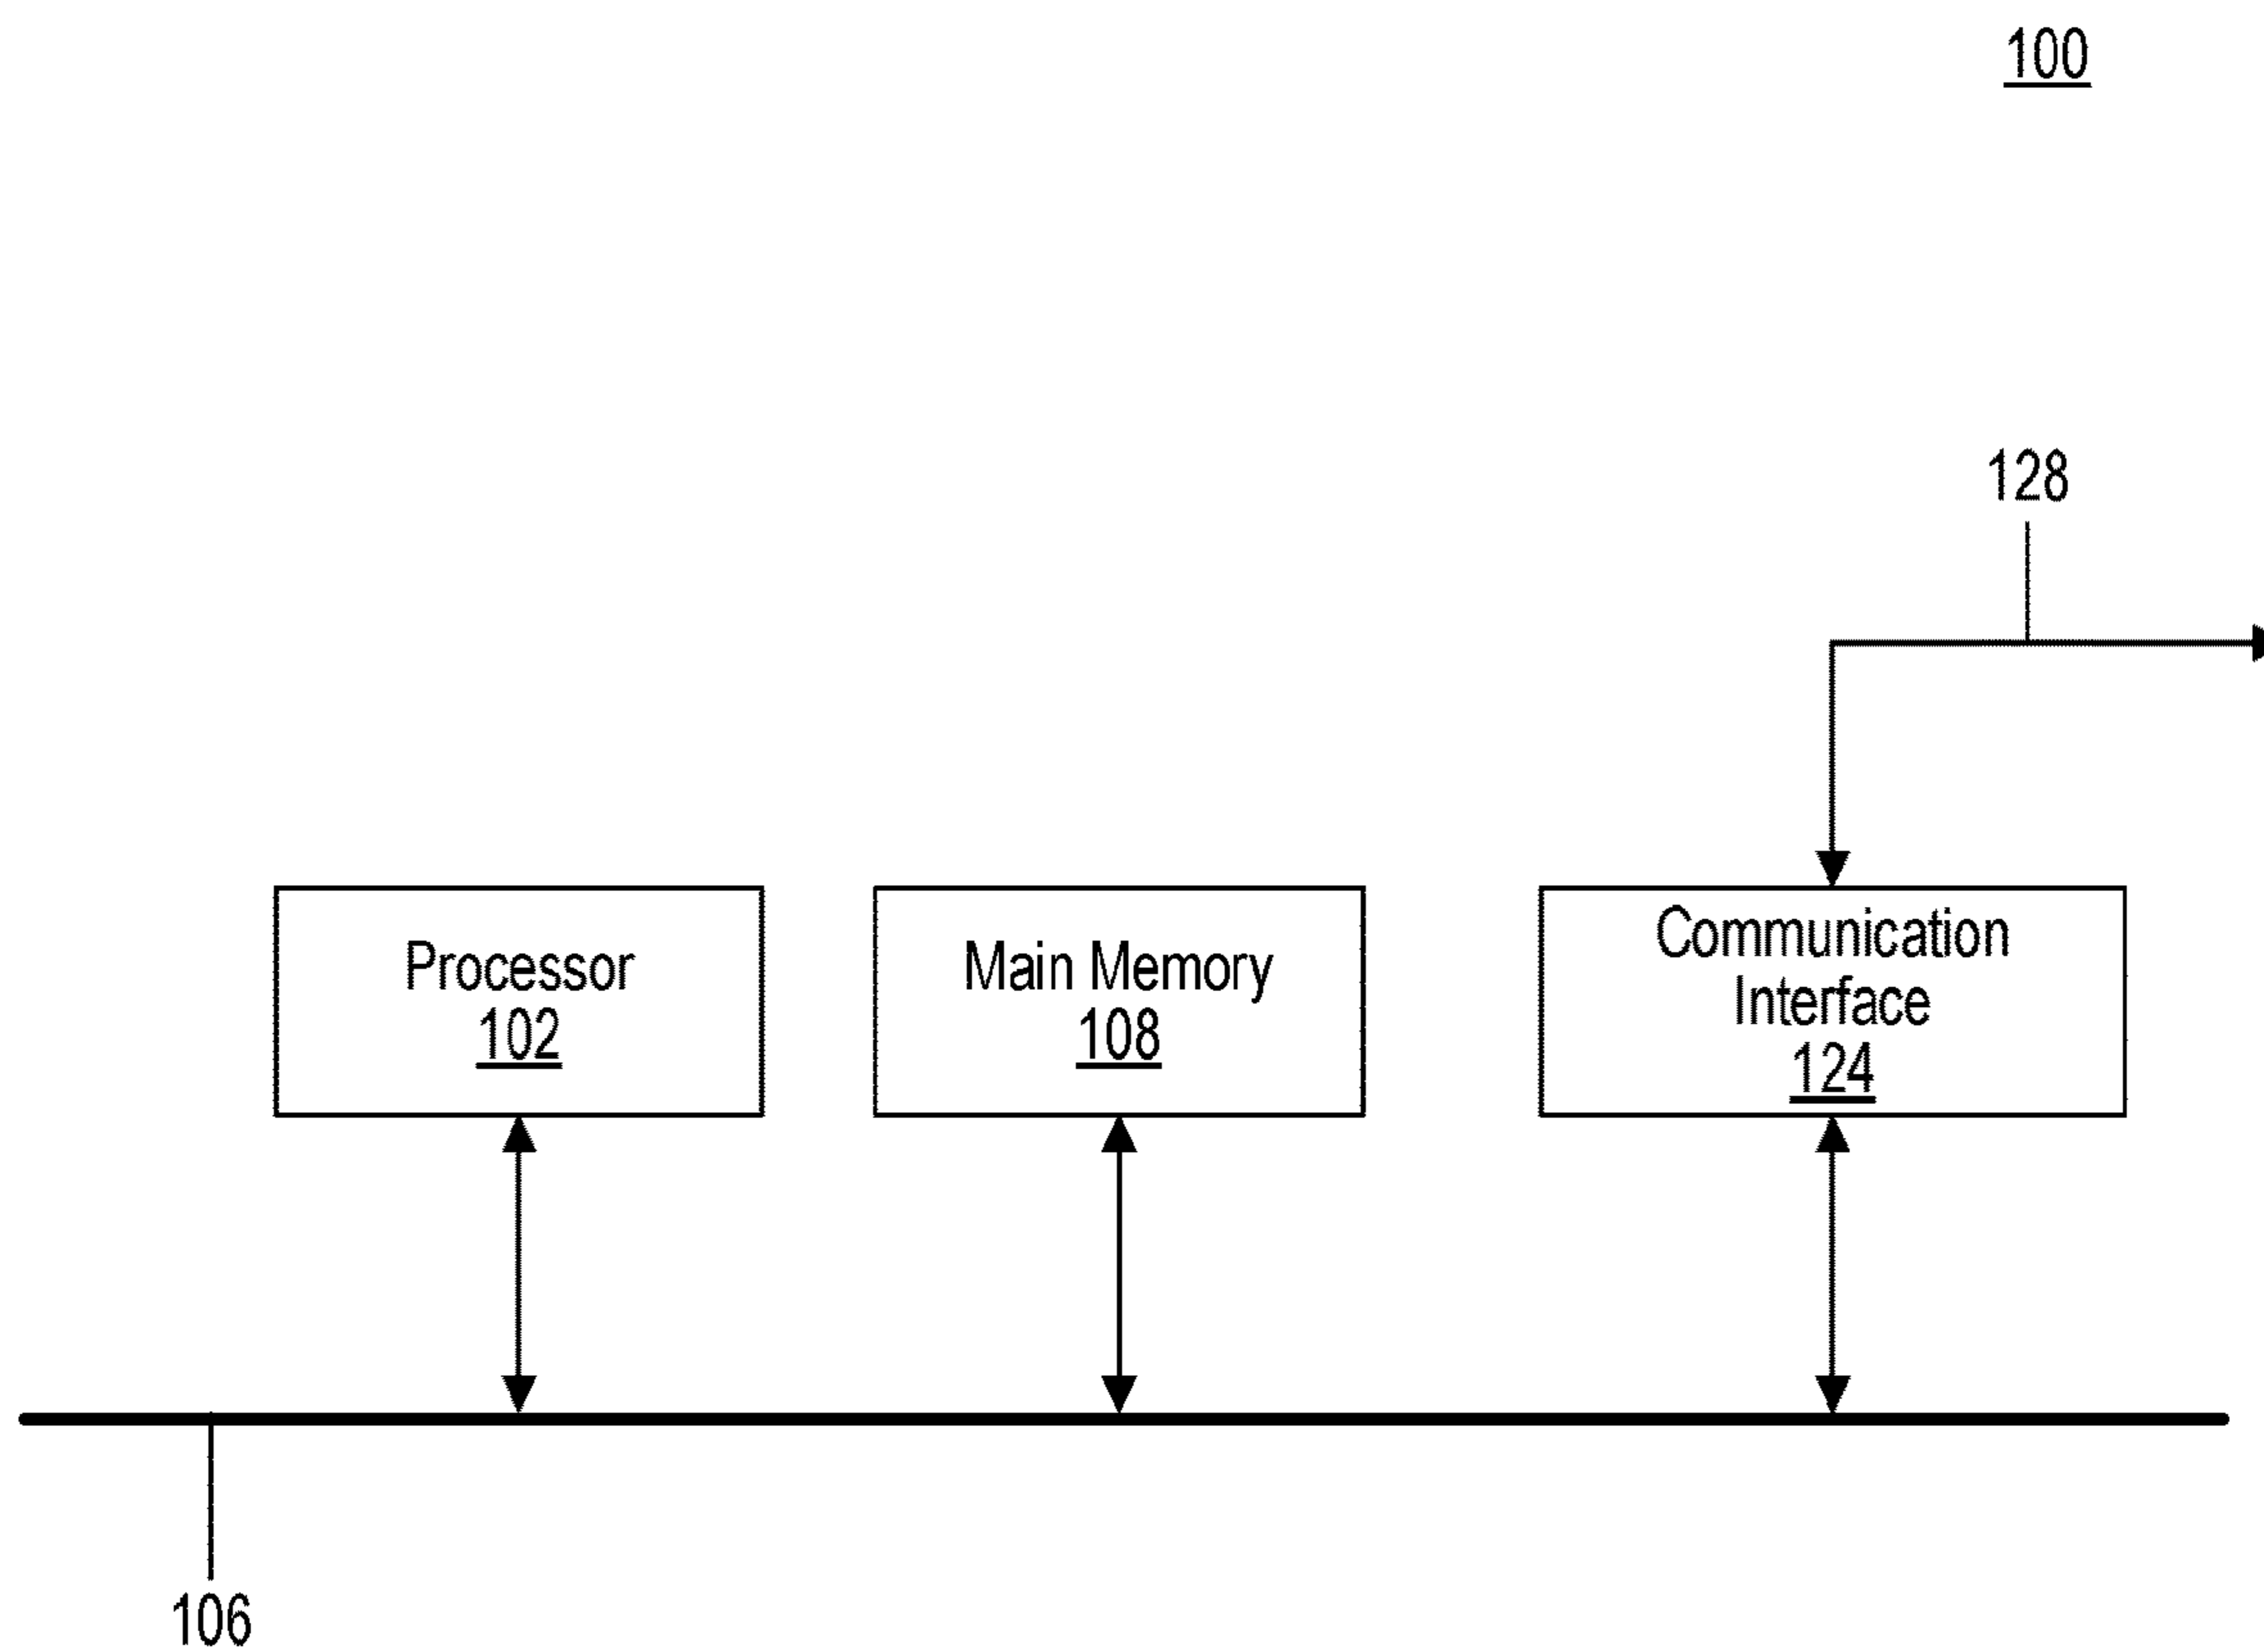 100
128
Processor
102
Main Memory
108
Communication
Interface
124
106